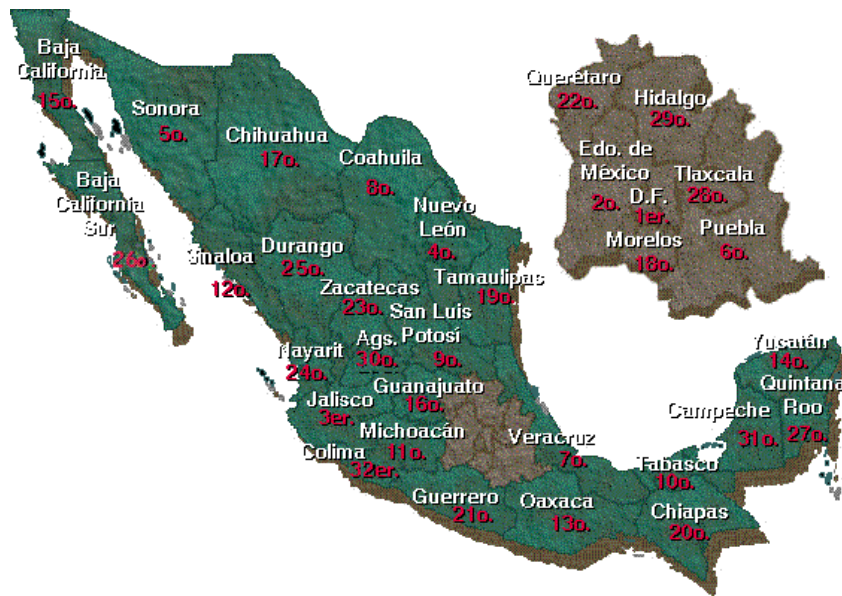 Baja
California
15o.
Sonora
5o.
Chihuahua
17o.
Coahuila
8o.
Nuevo
León
4o.
Baja
California
Sur
26o
Sinaloa
12o.
Durango
25o.
Zacatecas
23o.
Tamaulipas
19o.
San Luis
Potosí
9o.
Ags.
30o.
Nayarit
24o.
Guanajuato
16o.
Jalisco
3er.
Michoacán
11o.
Colima
32er.
Veracruz
7o.
Guerrero
21o.
Oaxaca
13o.
Tabasco
10o.
Chiapas
20o.
Campeche
31o.
Yucatán
14o.
Quintana
Roo
27o.
Querétaro
22o.
Hidalgo
29o.
Edo. de
México
2o.
D.F.
1er.
Tlaxcala
28o.
Morelos
18o.
Puebla
6o.